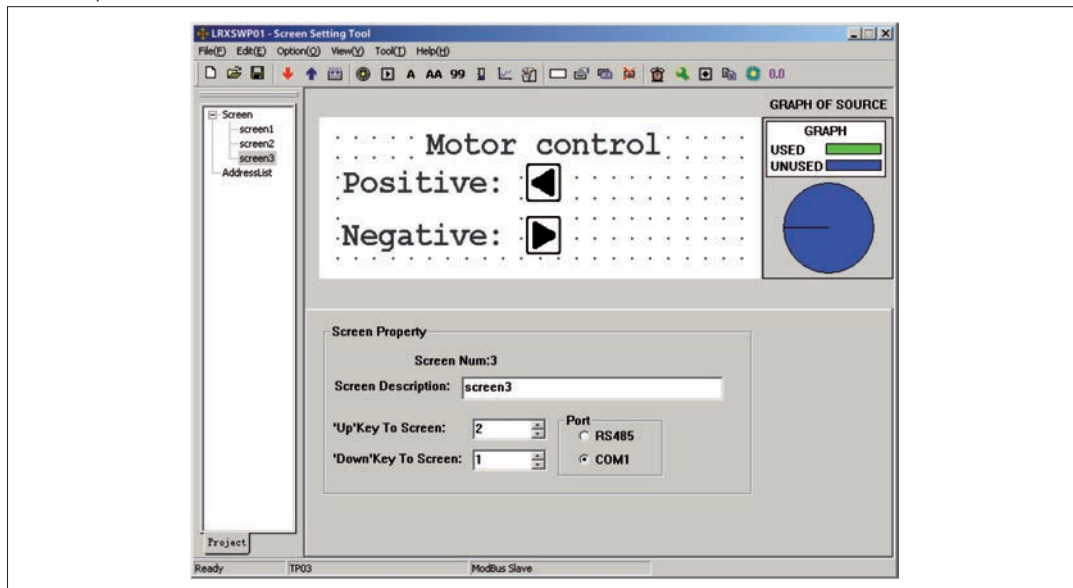 LRXSWP01 - Screen Setting Tool
File(F) Edit(E) Option(O) View(V) Tool(T) Help(H)
A AA 99 0.0
Screen
screen1
screen2
screen3
AddressList
Motor control
Positive:
Negative:
GRAPH OF SOURCE
GRAPH
USED
UNUSED
Screen Property
Screen Num:3
Screen Description: screen3
'Up'Key To Screen: 2
'Down'Key To Screen: 1
Port
RS485
COM1
Project
Ready TP03 ModBus Slave